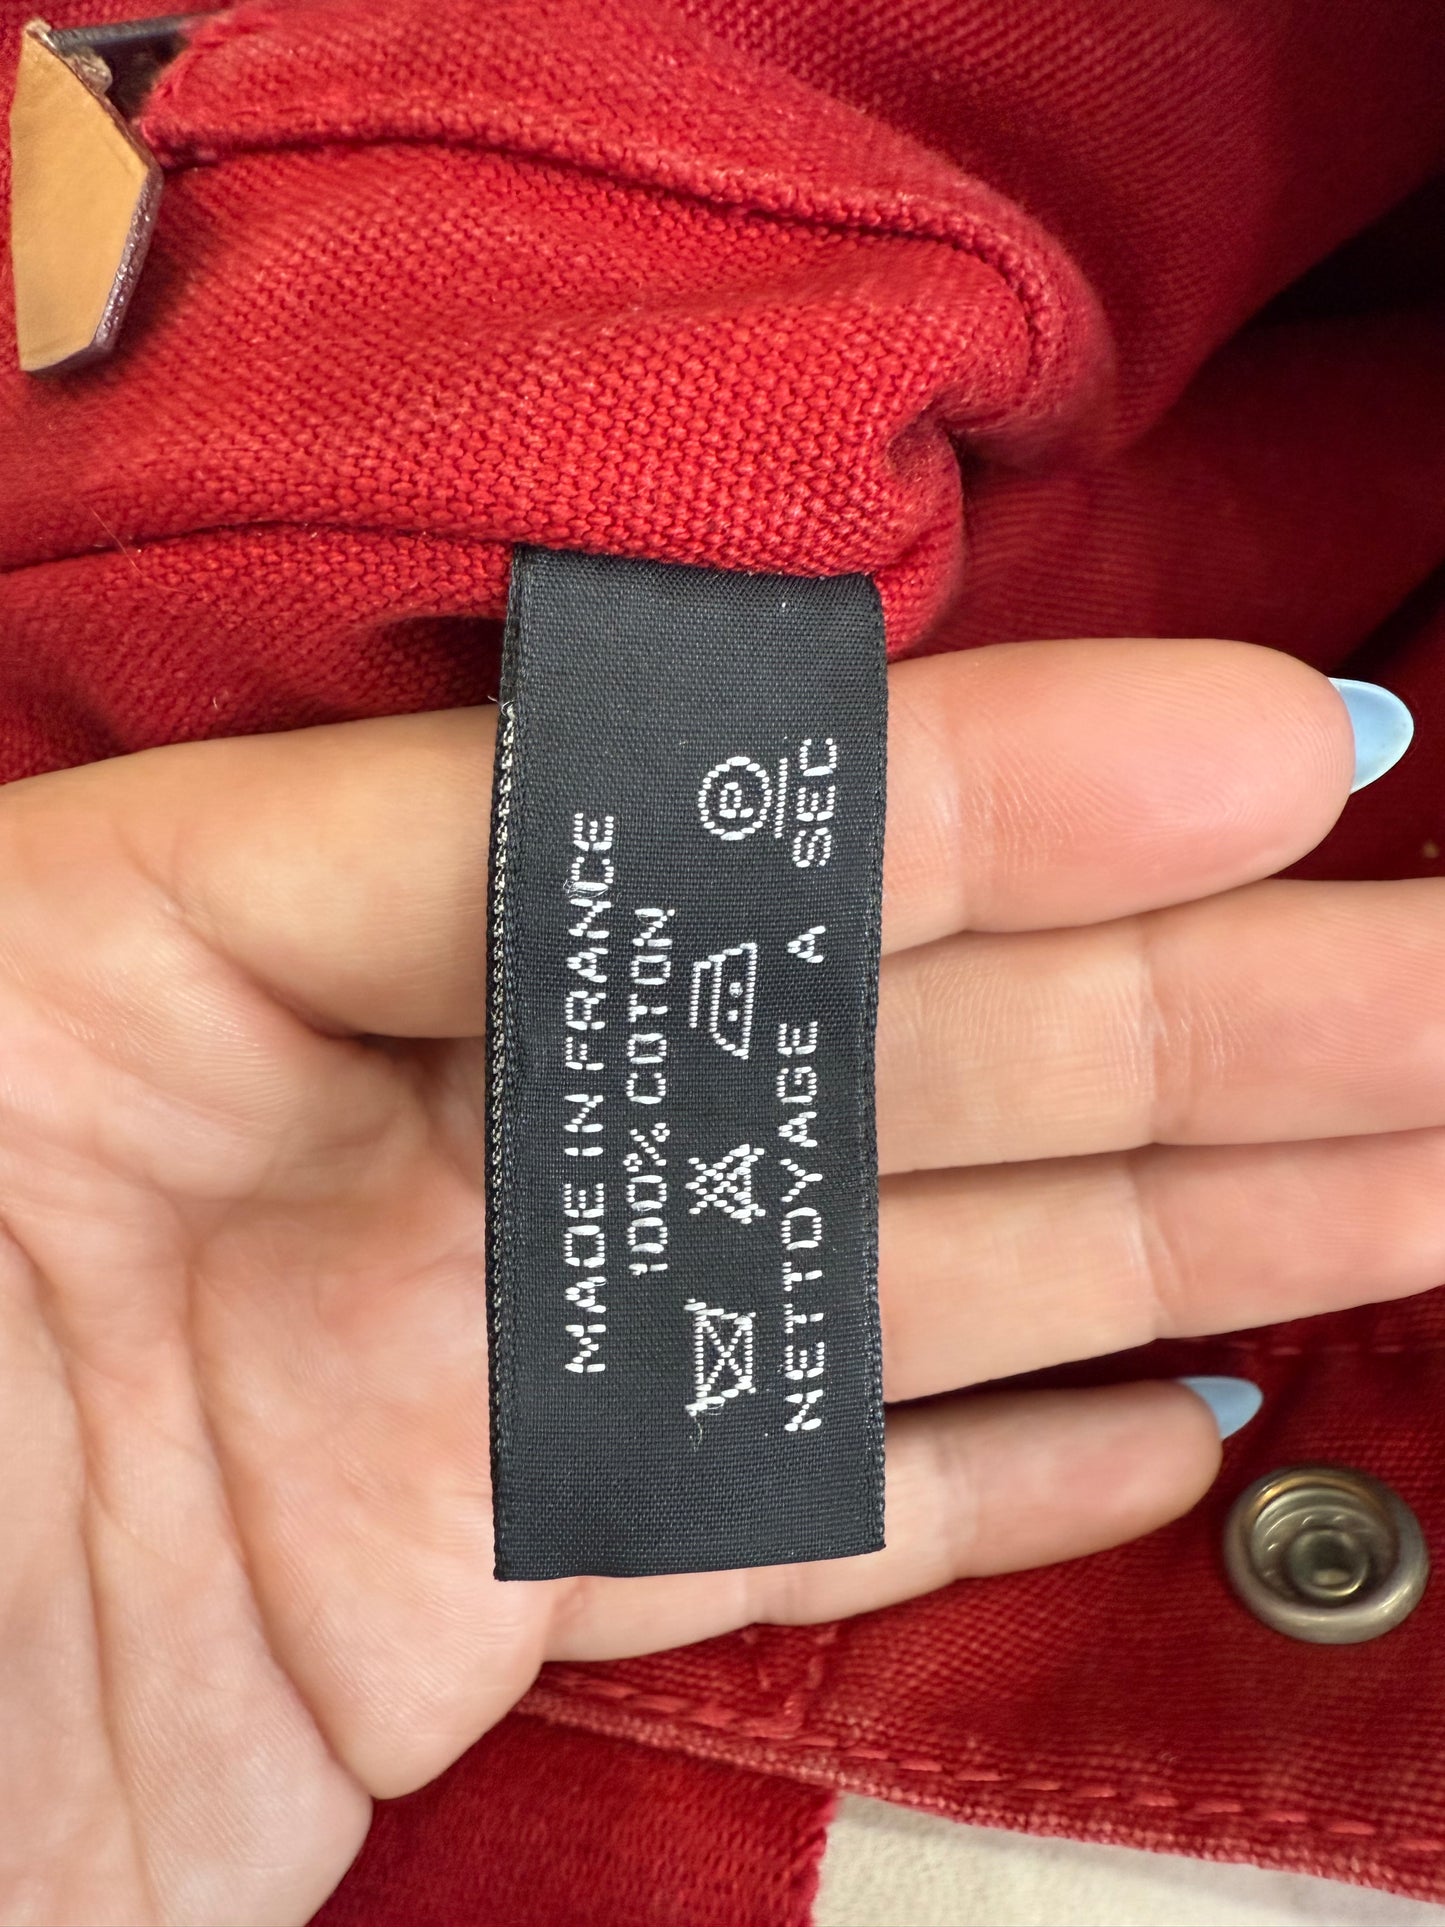 MADE IN FRANCE
100% COTON
P
NETTOYAGE A SEC